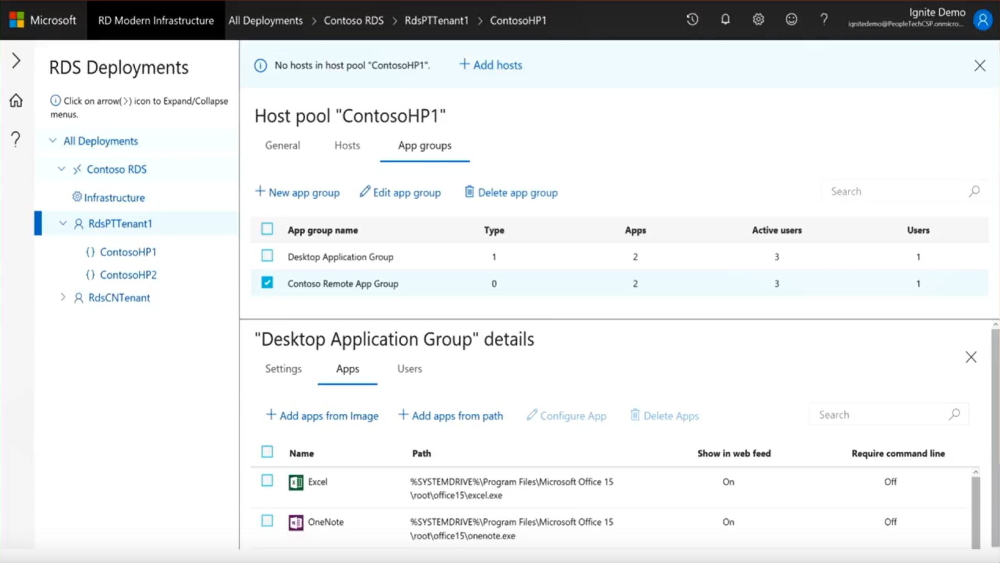 Microsoft
RD Modern Infrastructure
All Deployments > Contoso RDS > RdsPTTenant1 > ContosoHP1
Ignite Demo
ignitedemo@PeopleTechCSP.onmicro...
RDS Deployments
Click on arrow(>) icon to Expand/Collapse
menus.
All Deployments
Contoso RDS
Infrastructure
RdsPTTenant1
{} ContosoHP1
{} ContosoHP2
RdsCNTenant
No hosts in host pool "ContosoHP1".
+ Add hosts
Host pool "ContosoHP1"
General Hosts App groups
+ New app group Edit app group Delete app group Search
App group name Type Apps Active users Users
Desktop Application Group 1 2 3 1
Contoso Remote App Group 0 2 3 1
"Desktop Application Group" details
Settings Apps Users
+ Add apps from Image + Add apps from path Configure App Delete Apps Search
Name Path Show in web feed Require command line
Excel %SYSTEMDRIVE%\Program Files\Microsoft Office 15 On Off
\root\office15\excel.exe
OneNote %SYSTEMDRIVE%\Program Files\Microsoft Office 15 On Off
\root\office15\onenote.exe